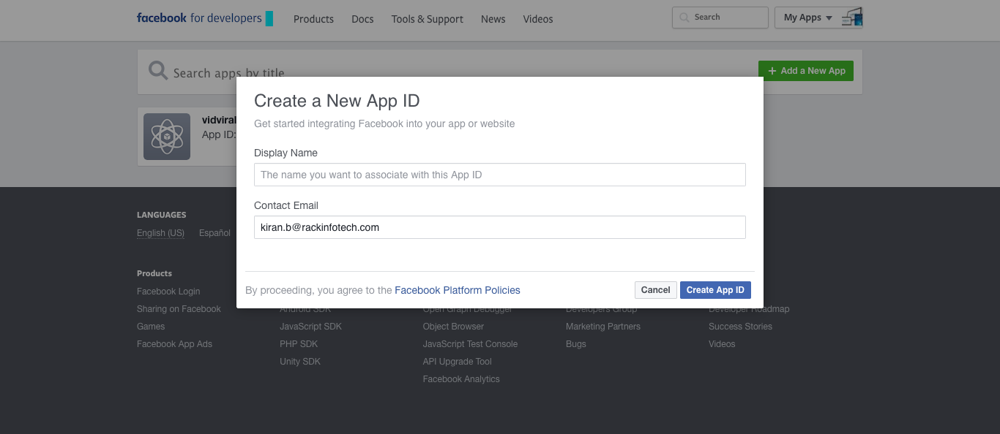 facebook for developers Products Docs Tools & Support News Videos Search My Apps
Search apps by title + Add a New App
Create a New App ID
Get started integrating Facebook into your app or website
vidviral
App ID:
Display Name
The name you want to associate with this App ID
Contact Email
kiran.b@rackinfotech.com
By proceeding, you agree to the Facebook Platform Policies Cancel Create App ID
LANGUAGES
English (US) Español
Products
Facebook Login
Sharing on Facebook Android SDK Open Graph Debugger Developers Group Developer Roadmap
Games JavaScript SDK Object Browser Marketing Partners Success Stories
Facebook App Ads PHP SDK JavaScript Test Console Bugs Videos
Unity SDK API Upgrade Tool
Facebook Analytics